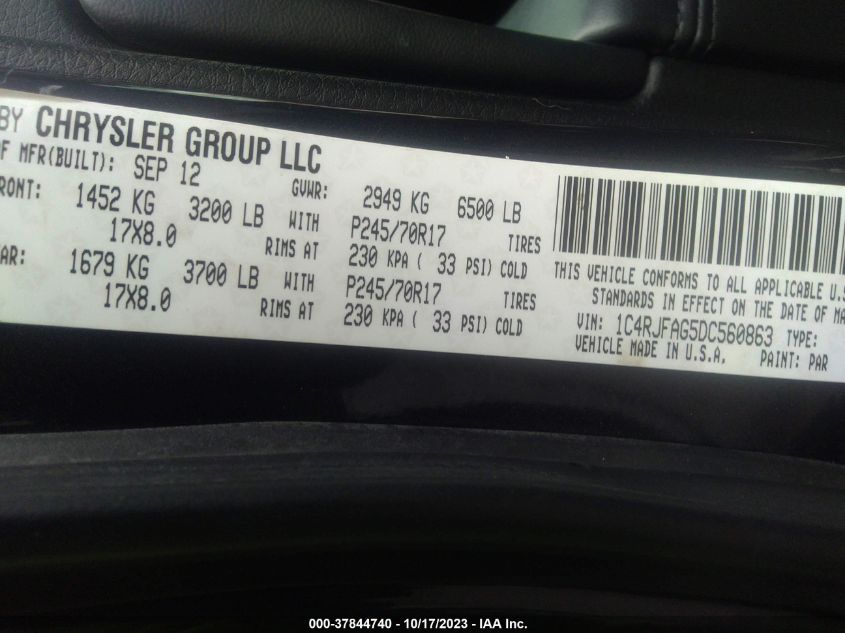 BY CHRYSLER GROUP LLC
OF MFR(BUILT): SEP 12 GVWR: 2949 KG 6500 LB
FRONT: 1452 KG 3200 LB WITH P245/70R17 TIRES
17X8.0 RIMS AT 230 KPA ( 33 PSI) COLD
AR: 1679 KG 3700 LB WITH P245/70R17 TIRES
17X8.0 RIMS AT 230 KPA ( 33 PSI) COLD
THIS VEHICLE CONFORMS TO ALL APPLICABLE U.S
STANDARDS IN EFFECT ON THE DATE OF MA
VIN: 1C4RJFAG5DC560863 TYPE:
VEHICLE MADE IN U.S.A. PAINT: PAR
000-37844740 - 10/17/2023 - IAA Inc.